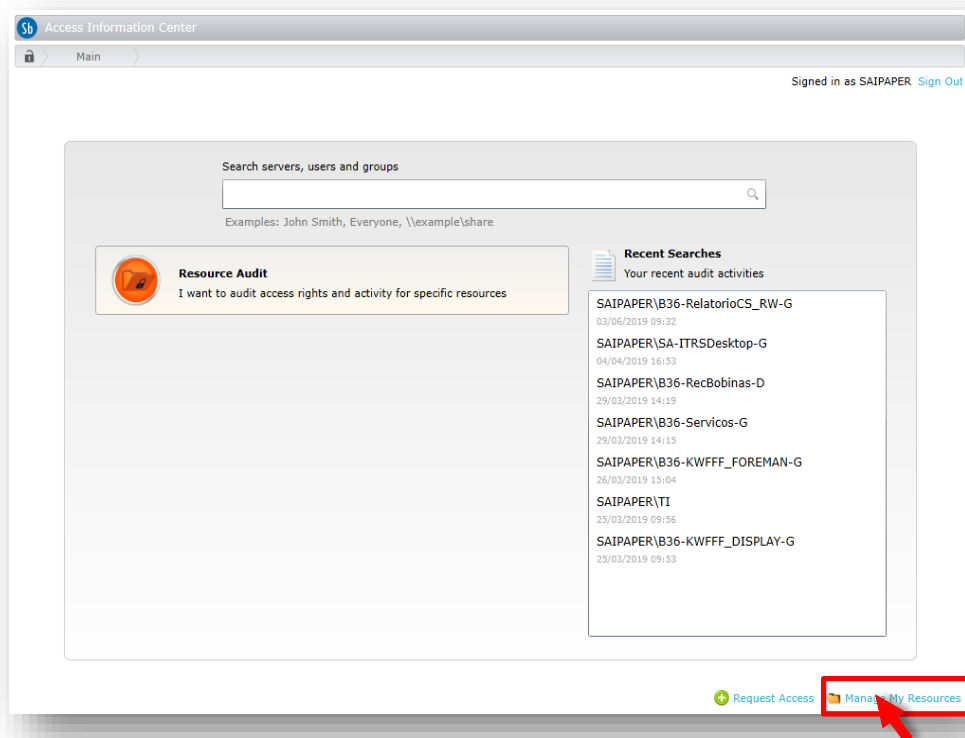 Sb Access Information Center
Main
Signed in as SAIPAPER Sign Out
Search servers, users and groups
Examples: John Smith, Everyone, \\example\share
Resource Audit
I want to audit access rights and activity for specific resources
Recent Searches
Your recent audit activities
SAIPAPER\B36-RelatorioCS_RW-G
03/06/2019 09:32
SAIPAPER\SA-ITRSDesktop-G
04/04/2019 16:53
SAIPAPER\B36-RecBobinas-D
29/03/2019 14:19
SAIPAPER\B36-Servicos-G
29/03/2019 14:15
SAIPAPER\B36-KWFFF_FOREMAN-G
26/03/2019 15:04
SAIPAPER\TI
25/03/2019 09:56
SAIPAPER\B36-KWFFF_DISPLAY-G
25/03/2019 09:53
Request Access Manage My Resources